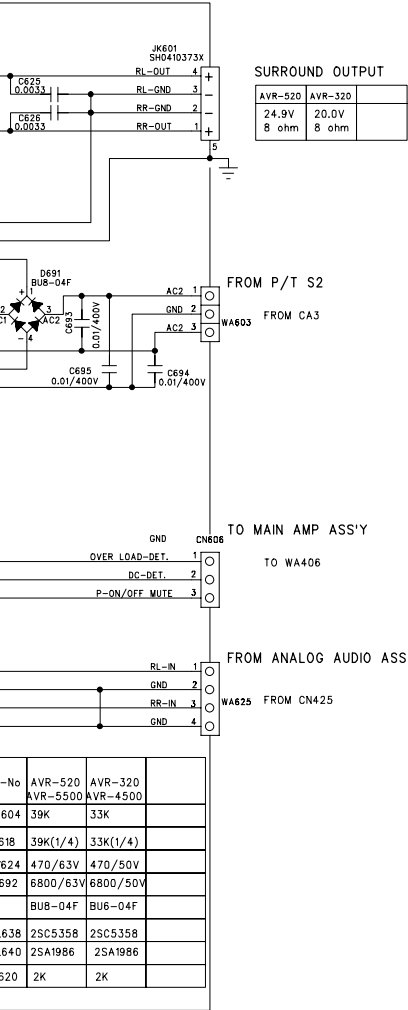 JK601
SH0410373X
RL-OUT 4 +
RL-GND 3 -
RR-GND 2 -
RR-OUT 1 +
5
C625
0.0033
C626
0.0033
SURROUND OUTPUT
AVR-520 AVR-320
24.9V 20.0V
8 ohm 8 ohm
D691
BU8-04F
+ 1
2 3
AC2
- 4
C693
0.01/400V
C695
0.01/400V
C694
0.01/400V
AC2 1
GND 2
AC2 3
WA603
FROM P/T S2
FROM CA3
GND CN606
OVER LOAD-DET. 1
DC-DET. 2
P-ON/OFF MUTE 3
TO MAIN AMP ASS'Y
TO WA406
RL-IN 1
GND 2
RR-IN 3
GND 4
WA625
FROM ANALOG AUDIO ASS
FROM CN425
-No AVR-520 AVR-320
AVR-5500 AVR-4500
604 39K 33K
618 39K(1/4) 33K(1/4)
624 470/63V 470/50V
692 6800/63V 6800/50V
BU8-04F BU6-04F
638 2SC5358 2SC5358
640 2SA1986 2SA1986
620 2K 2K